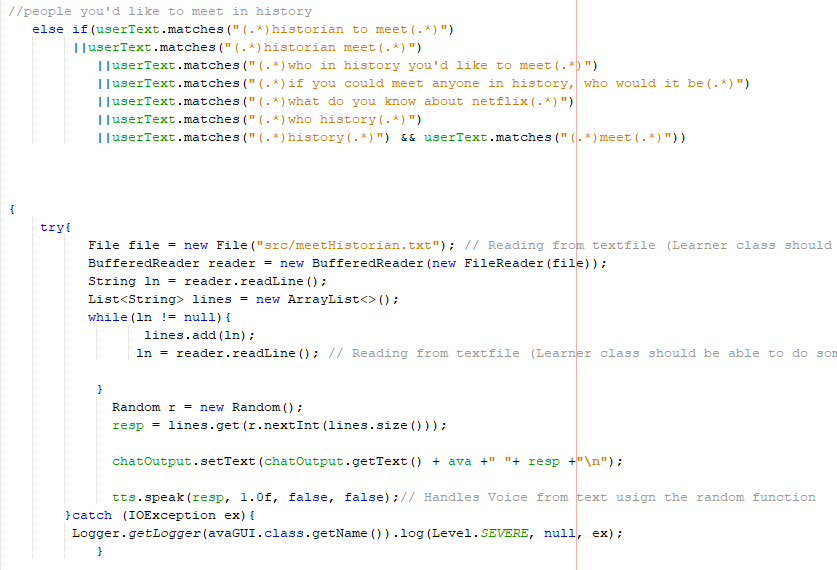 //people you'd like to meet in history
else if(userText.matches("(.*)historian to meet(.*)")
||userText.matches("(.*)historian meet(.*)")
||userText.matches("(.*)who in history you'd like to meet(.*)")
||userText.matches("(.*)if you could meet anyone in history, who would it be(.*)")
||userText.matches("(.*)what do you know about netflix(.*)")
||userText.matches("(.*)who history(.*)")
||userText.matches("(.*)history(.*)") && userText.matches("(.*)meet(.*)"))
{
try{
File file = new File("src/meetHistorian.txt"); // Reading from textfile (Learner class should
BufferedReader reader = new BufferedReader(new FileReader(file));
String ln = reader.readLine();
List<String> lines = new ArrayList<>();
while(ln != null){
lines.add(ln);
ln = reader.readLine(); // Reading from textfile (Learner class should be able to do som
}
Random r = new Random();
resp = lines.get(r.nextInt(lines.size()));
chatOutput.setText(chatOutput.getText() + ava +" "+ resp +"\n");
tts.speak(resp, 1.0f, false, false);// Handles Voice from text usign the random function
}catch (IOException ex){
Logger.getLogger(avaGUI.class.getName()).log(Level.SEVERE, null, ex);
}